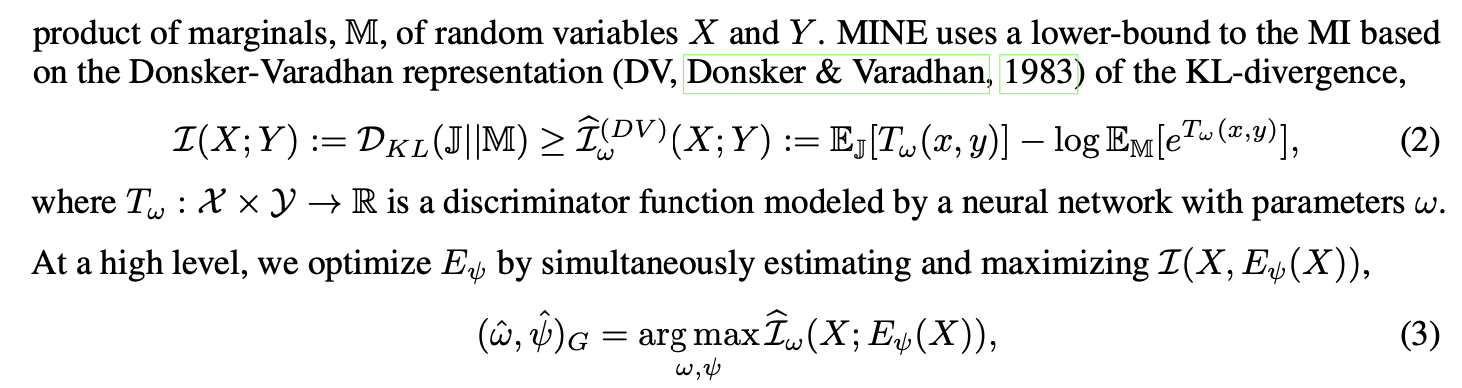 product of marginals, 𝕄, of random variables X and Y. MINE uses a lower-bound to the MI based
on the Donsker-Varadhan representation (DV, Donsker & Varadhan, 1983) of the KL-divergence,
ℐ(X; Y) := 𝒟_{KL}(𝕁||𝕄) ≥ \widehat{ℐ}_ω^{(DV)}(X; Y) := 𝔼_𝕁[T_ω(x, y)] − log 𝔼_𝕄[e^{T_ω(x,y)}], (2)
where T_ω : 𝒳 × 𝒴 → ℝ is a discriminator function modeled by a neural network with parameters ω.
At a high level, we optimize E_ψ by simultaneously estimating and maximizing ℐ(X, E_ψ(X)),
(\hat{ω}, \hat{ψ})_G = arg max_{ω,ψ} \widehat{ℐ}_ω(X; E_ψ(X)), (3)